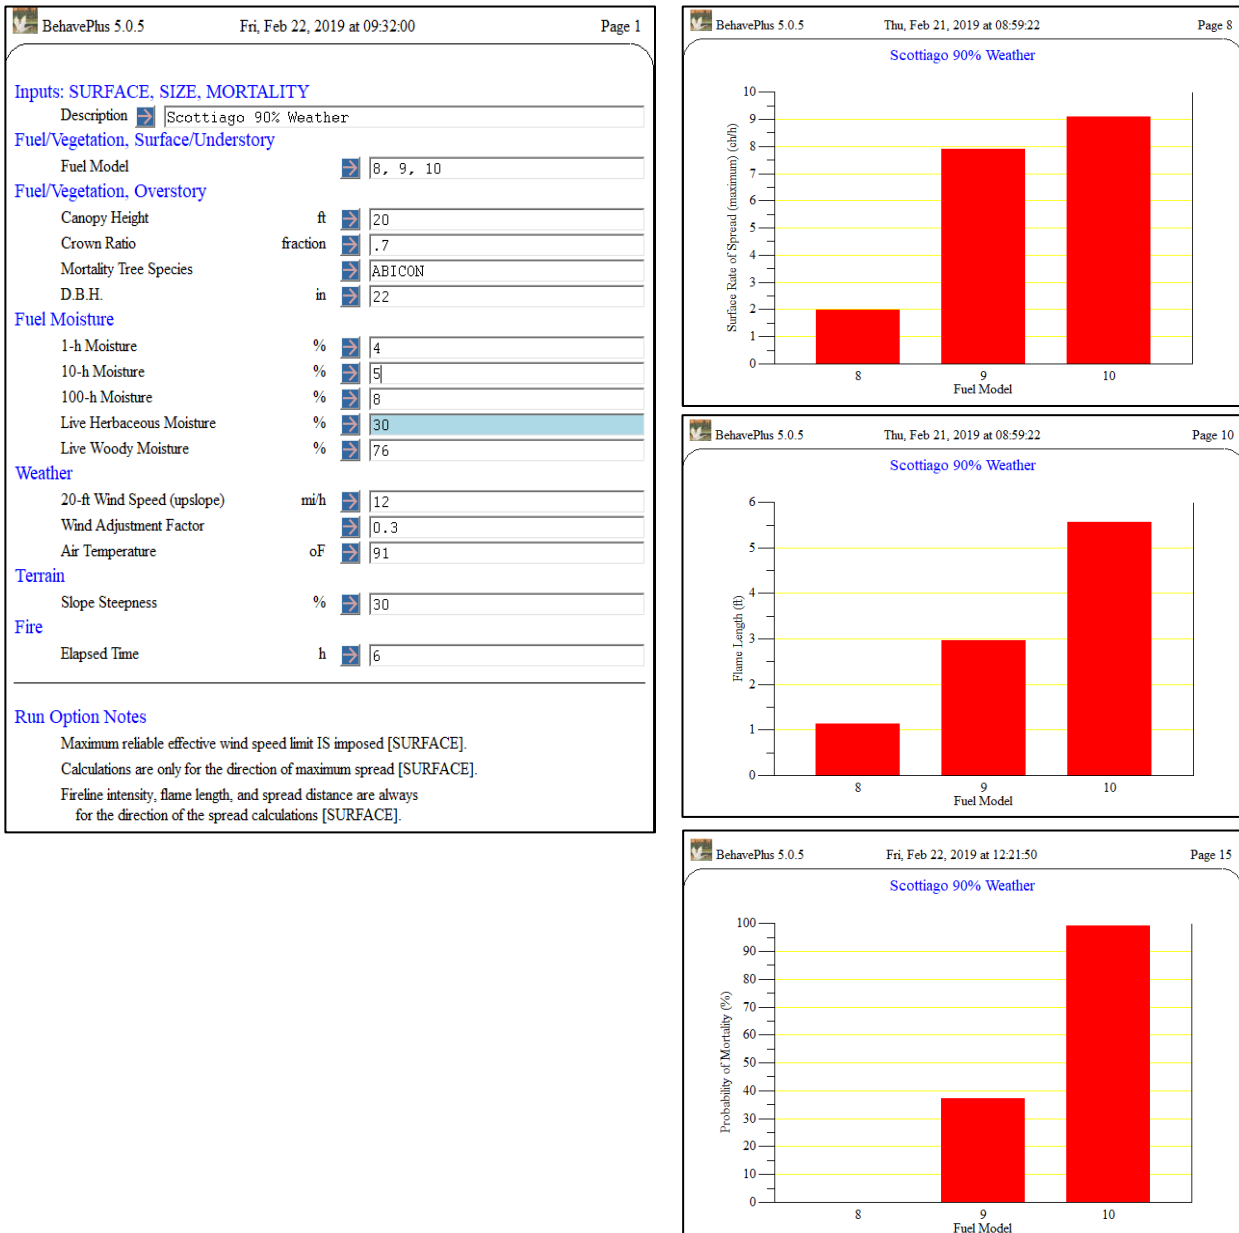 BehavePlus 5.0.5 Fri, Feb 22, 2019 at 09:32:00 Page 1
Inputs: SURFACE, SIZE, MORTALITY
Description Scottiago 90% Weather
Fuel/Vegetation, Surface/Understory
Fuel Model 8, 9, 10
Fuel/Vegetation, Overstory
Canopy Height ft 20
Crown Ratio fraction .7
Mortality Tree Species ABICON
D.B.H. in 22
Fuel Moisture
1-h Moisture % 4
10-h Moisture % 5
100-h Moisture % 8
Live Herbaceous Moisture % 30
Live Woody Moisture % 76
Weather
20-ft Wind Speed (upslope) mi/h 12
Wind Adjustment Factor 0.3
Air Temperature oF 91
Terrain
Slope Steepness % 30
Fire
Elapsed Time h 6
Run Option Notes
Maximum reliable effective wind speed limit IS imposed [SURFACE].
Calculations are only for the direction of maximum spread [SURFACE].
Fireline intensity, flame length, and spread distance are always
for the direction of the spread calculations [SURFACE].
BehavePlus 5.0.5 Thu, Feb 21, 2019 at 08:59:22 Page 8
Scottiago 90% Weather
Surface Rate of Spread (maximum) (ch/h)
10
9
8
7
6
5
4
3
2
1
0
8 9 10
Fuel Model
BehavePlus 5.0.5 Thu, Feb 21, 2019 at 08:59:22 Page 10
Scottiago 90% Weather
Flame Length (ft)
6
5
4
3
2
1
0
8 9 10
Fuel Model
BehavePlus 5.0.5 Fri, Feb 22, 2019 at 12:21:50 Page 15
Scottiago 90% Weather
Probability of Mortality (%)
100
90
80
70
60
50
40
30
20
10
0
8 9 10
Fuel Model